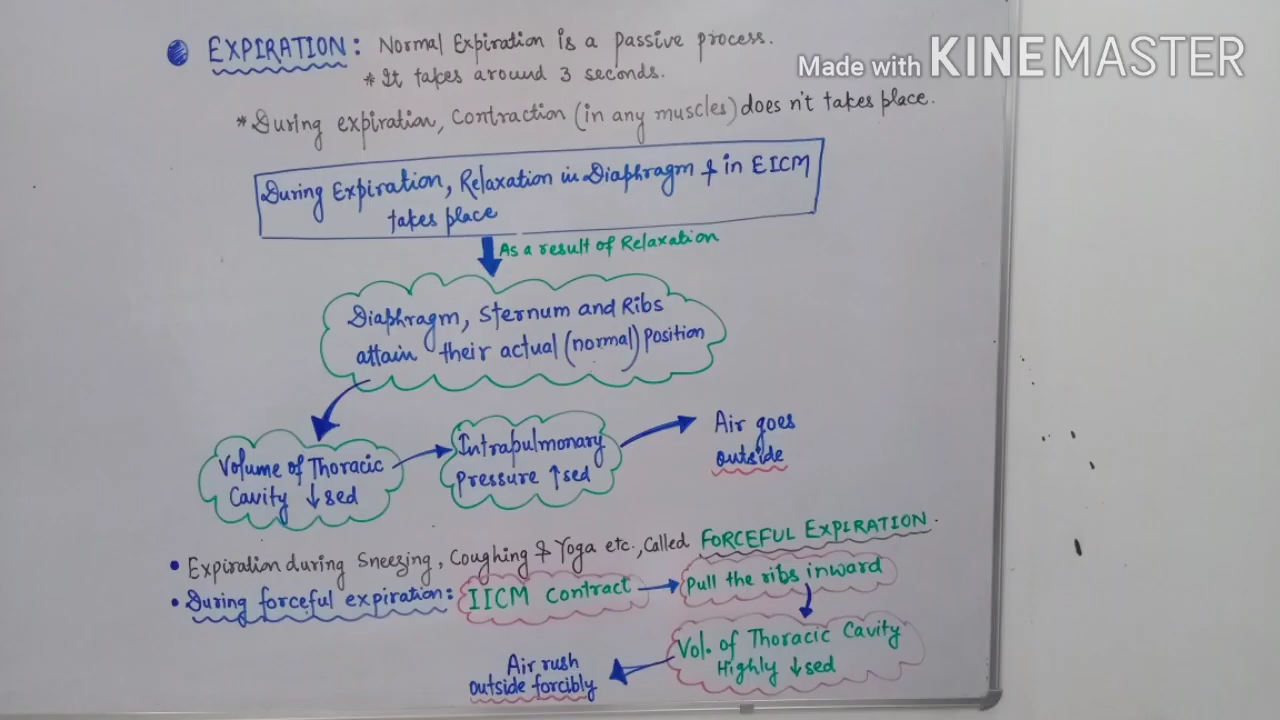 EXPIRATION: Normal Expiration is a passive process.
Made with KINEMASTER
* It takes around 3 seconds.
* During expiration, contraction (in any muscles) does n't takes place.
During Expiration, Relaxation in Diaphragm & in EICM
takes place
As a result of Relaxation
Diaphragm, Sternum and Ribs
attain their actual (normal) Position
Volume of Thoracic
Cavity ↓sed
Intrapulmonary
Pressure ↑sed
Air goes
outside
• Expiration during Sneezing, Coughing & Yoga etc., Called FORCEFUL EXPIRATION.
• During forceful expiration: IICM contract
Pull the ribs inward
Vol. of Thoracic Cavity
Highly ↓sed
Air rush
outside forcibly